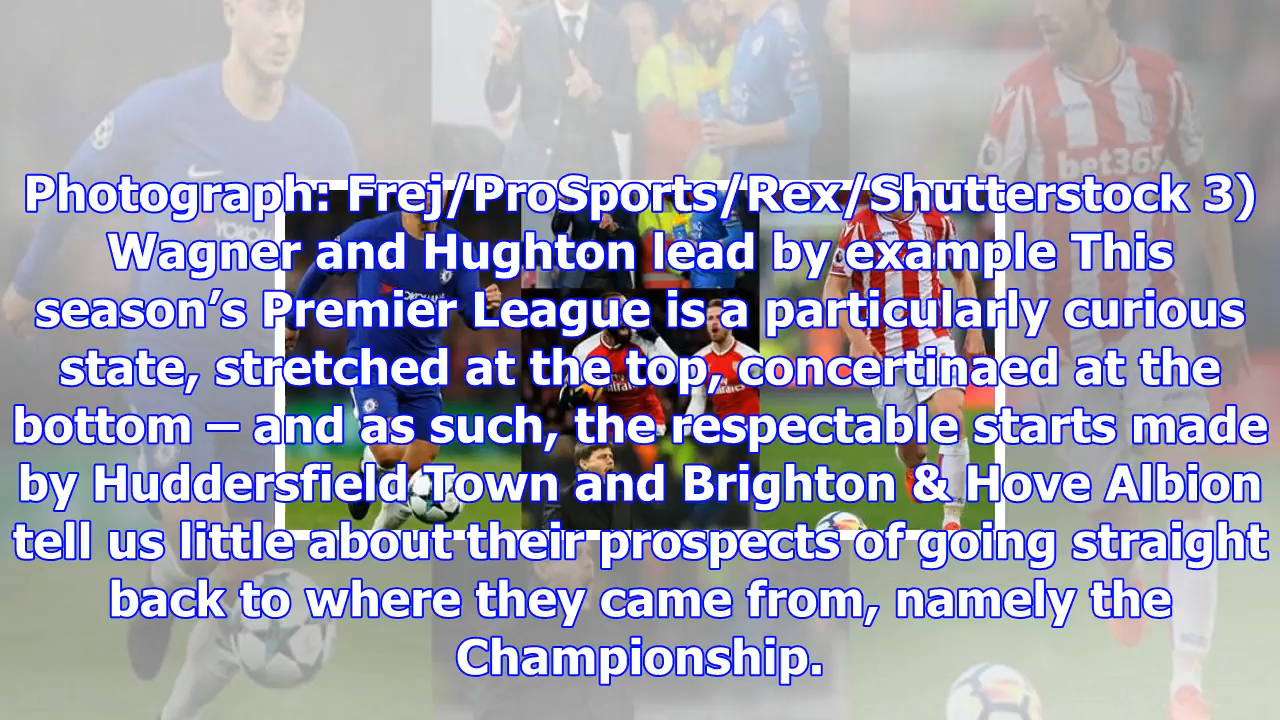 Photograph: Frej/ProSports/Rex/Shutterstock 3)
Wagner and Hughton lead by example This
season’s Premier League is a particularly curious
state, stretched at the top, concertinaed at the
bottom – and as such, the respectable starts made
by Huddersfield Town and Brighton & Hove Albion
tell us little about their prospects of going straight
back to where they came from, namely the
Championship.
bet365